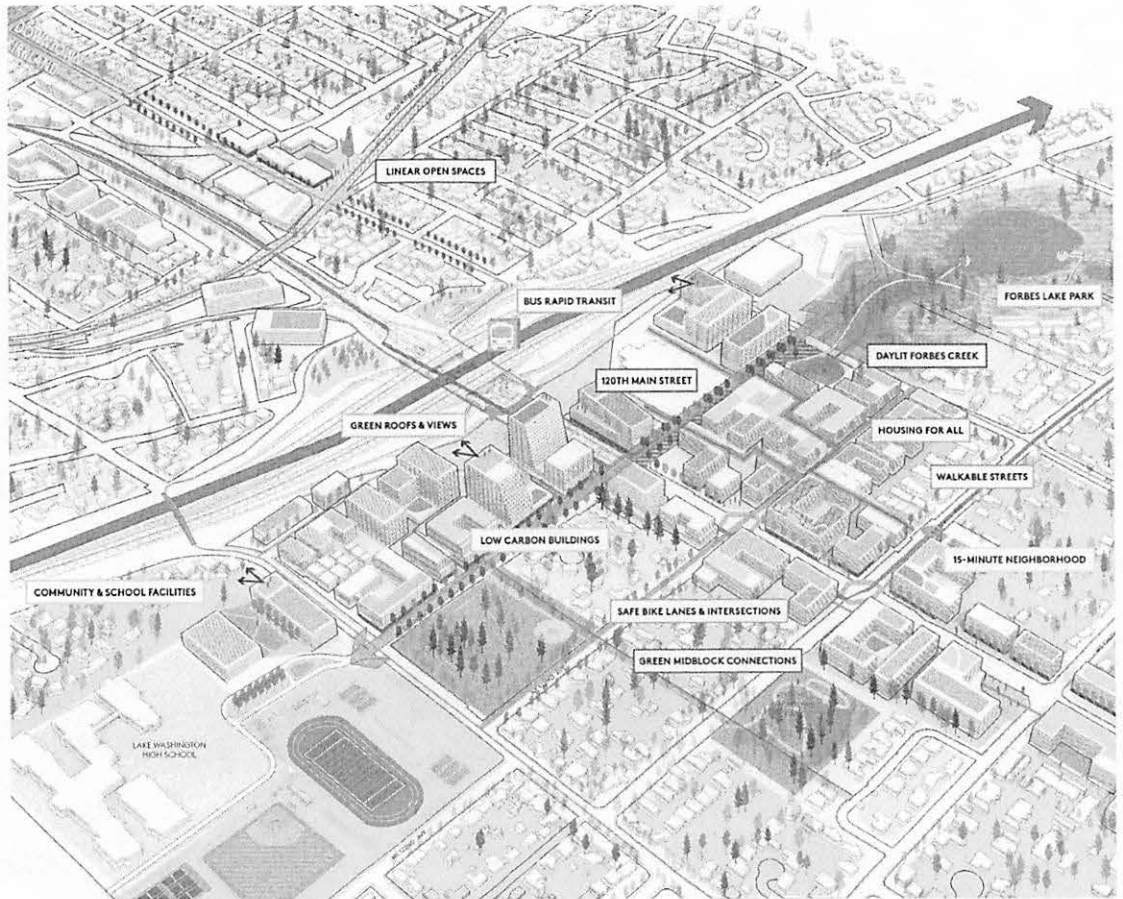 LINEAR OPEN SPACES
BUS RAPID TRANSIT
FORBES LAKE PARK
DAYLIT FORBES CREEK
120TH MAIN STREET
GREEN ROOFS & VIEWS
HOUSING FOR ALL
WALKABLE STREETS
LOW CARBON BUILDINGS
15-MINUTE NEIGHBORHOOD
COMMUNITY & SCHOOL FACILITIES
SAFE BIKE LANES & INTERSECTIONS
GREEN MIDBLOCK CONNECTIONS
LAKE WASHINGTON
HIGH SCHOOL